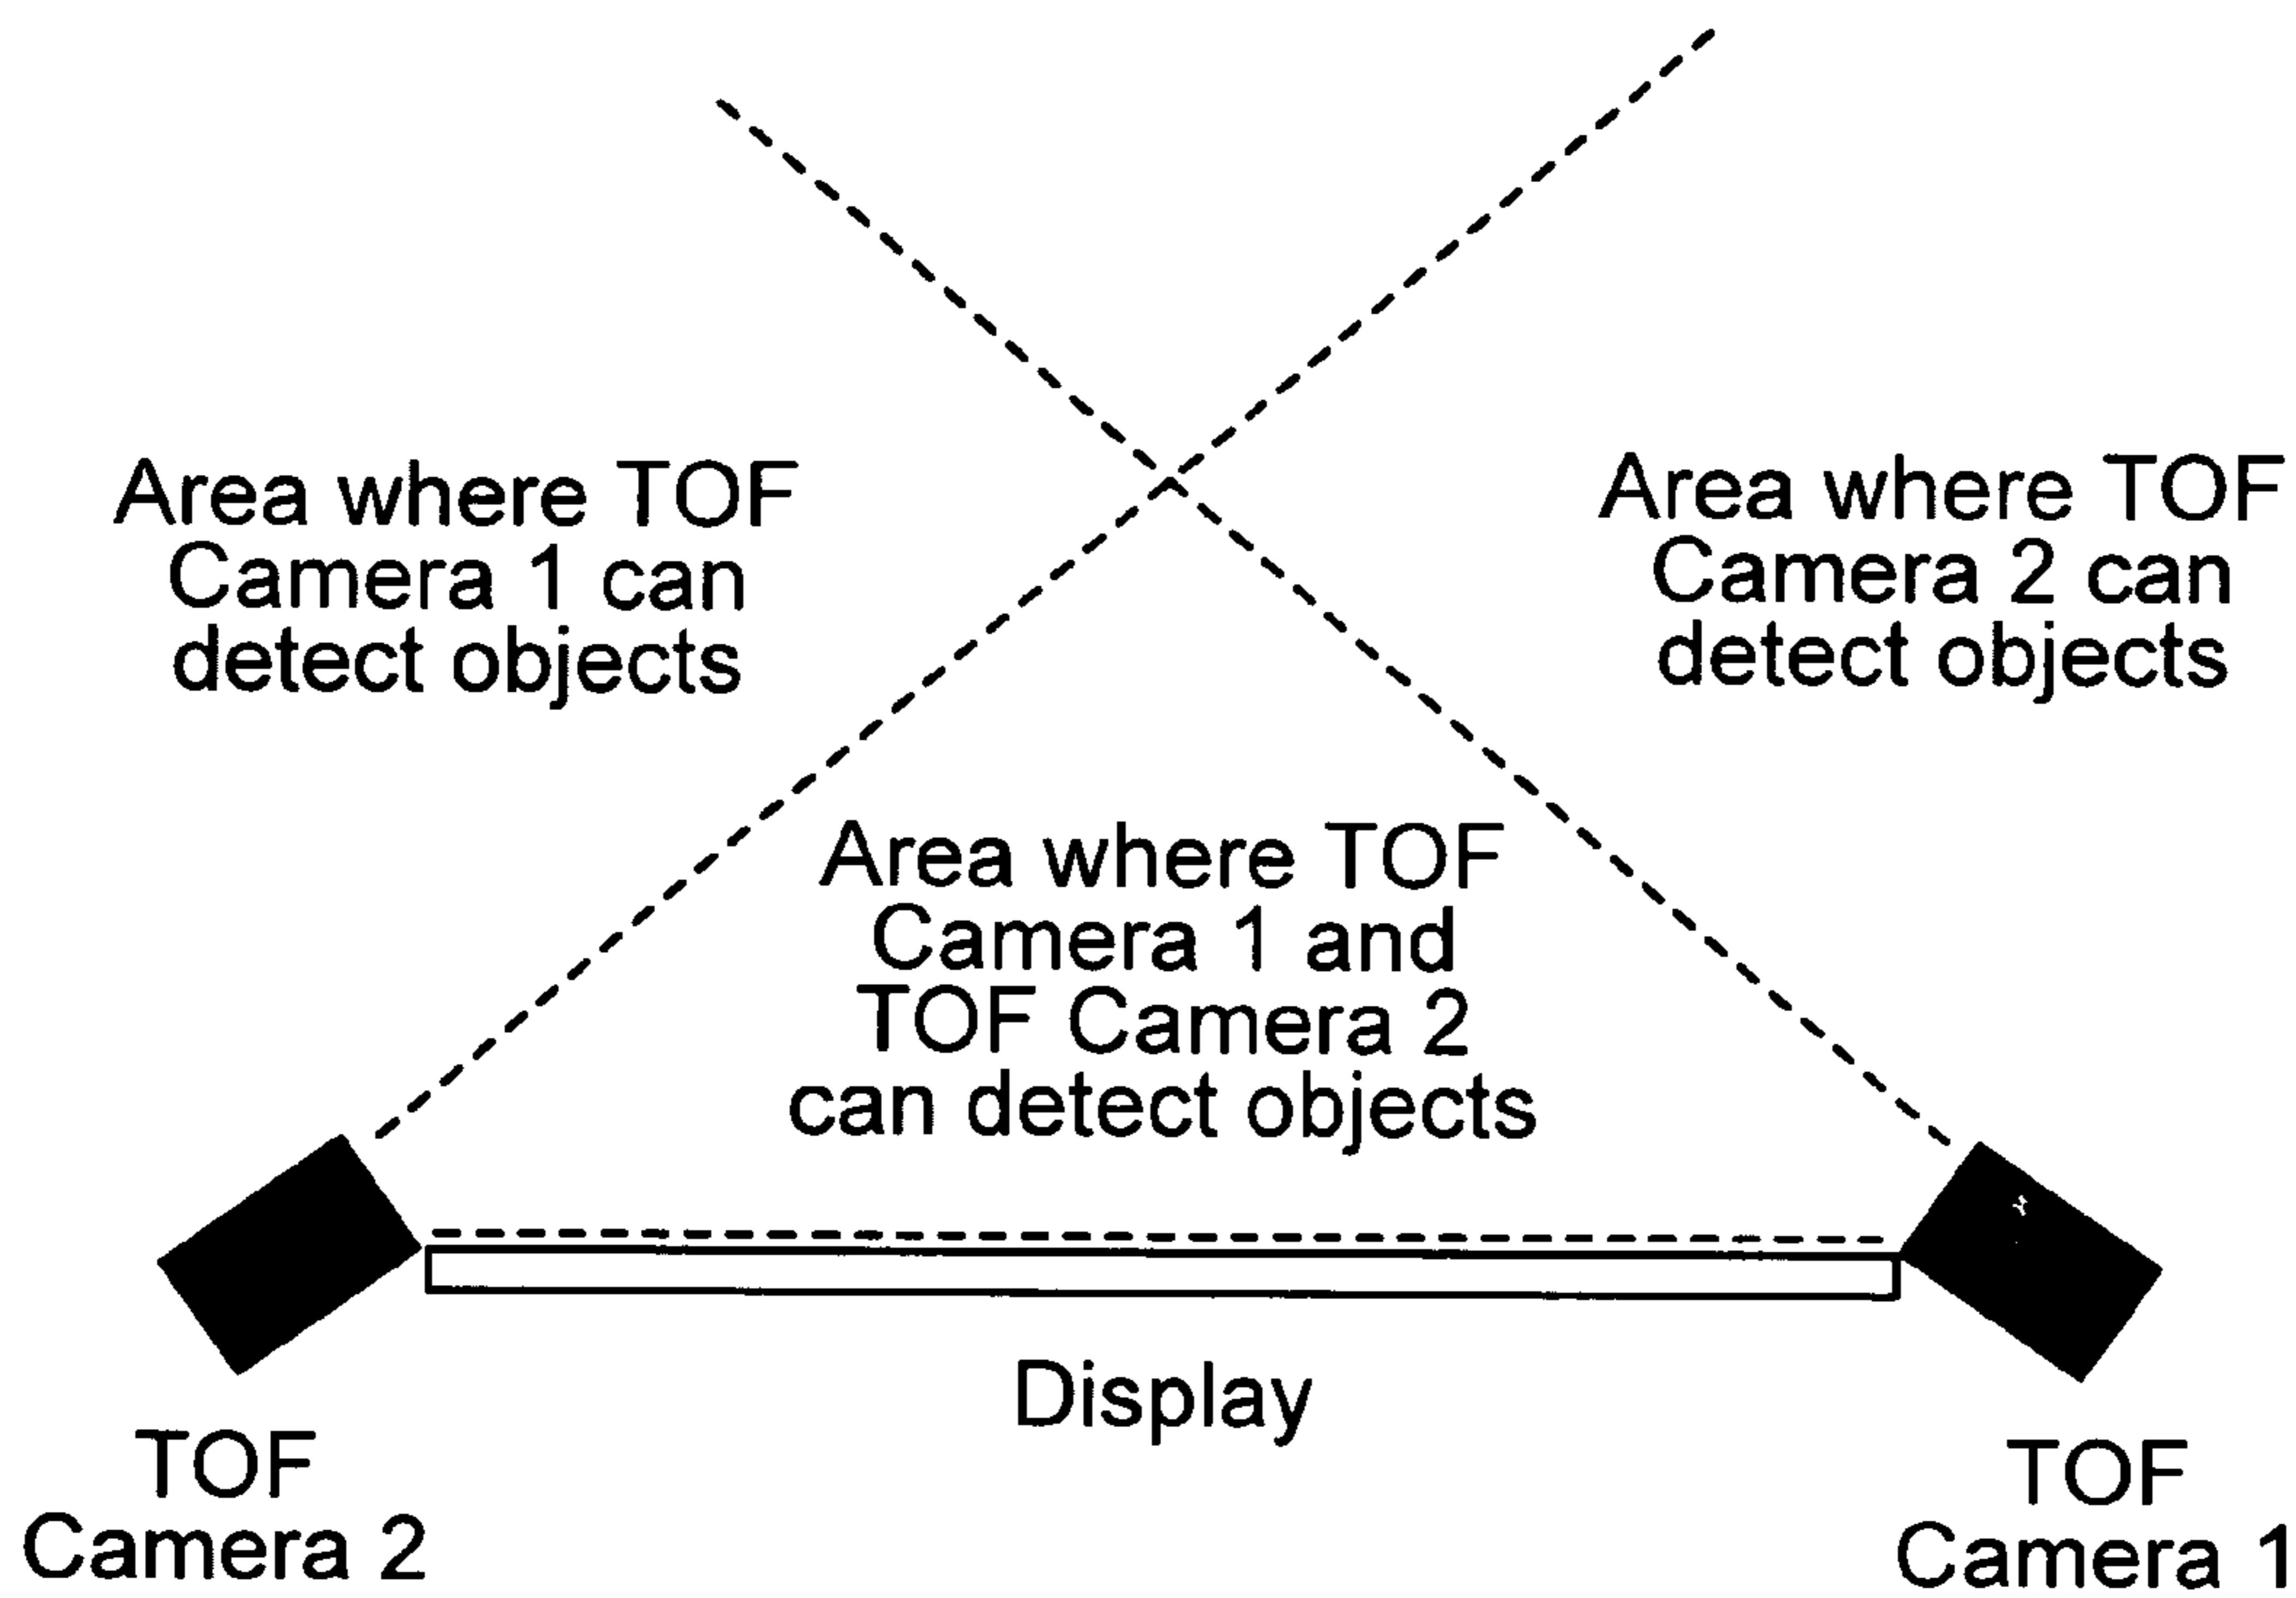 Area where TOF
Camera 1 can
detect objects
Area where TOF
Camera 2 can
detect objects
Area where TOF
Camera 1 and
TOF Camera 2
can detect objects
Display
TOF
Camera 2
TOF
Camera 1